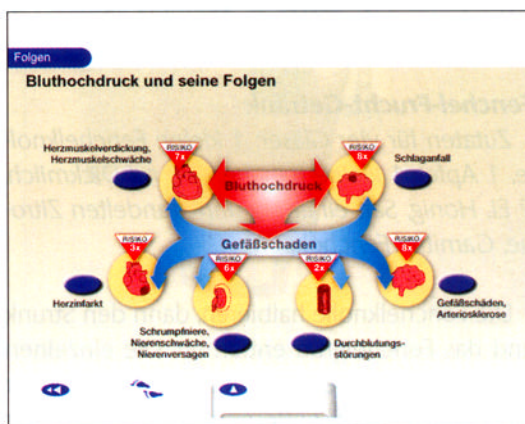 Folgen
Bluthochdruck und seine Folgen
Herzmuskelverdickung,
Herzmuskelschwäche
RISIKO
7x
RISIKO
8x
Schlaganfall
Bluthochdruck
Gefäßschaden
RISIKO
3x
RISIKO
6x
RISIKO
2x
RISIKO
8x
Herzinfarkt
Schrumpfniere,
Nierenschwäche,
Nierenversagen
Durchblutungs-
störungen
Gefäßschäden,
Arteriosklerose